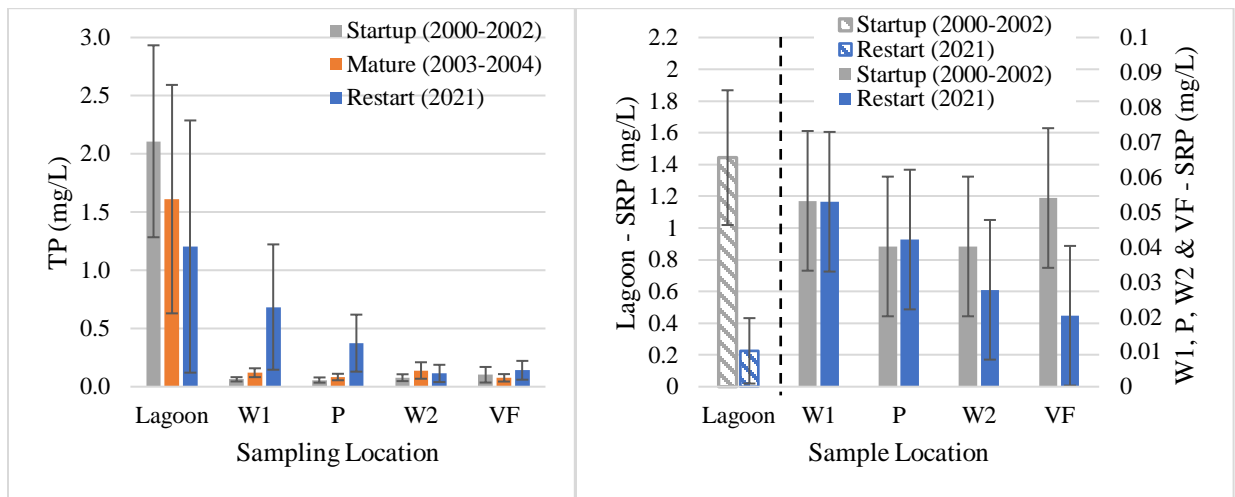 Startup (2000-2002)
Mature (2003-2004)
Restart (2021)
3.0
2.5
2.0
1.5
1.0
0.5
0.0
TP (mg/L)
Lagoon W1 P W2 VF
Sampling Location
Startup (2000-2002)
Restart (2021)
Startup (2000-2002)
Restart (2021)
2.2
2
1.8
1.6
1.4
1.2
1
0.8
0.6
0.4
0.2
0
Lagoon - SRP (mg/L)
0.1
0.09
0.08
0.07
0.06
0.05
0.04
0.03
0.02
0.01
0
W1, P, W2 & VF - SRP (mg/L)
Lagoon W1 P W2 VF
Sample Location